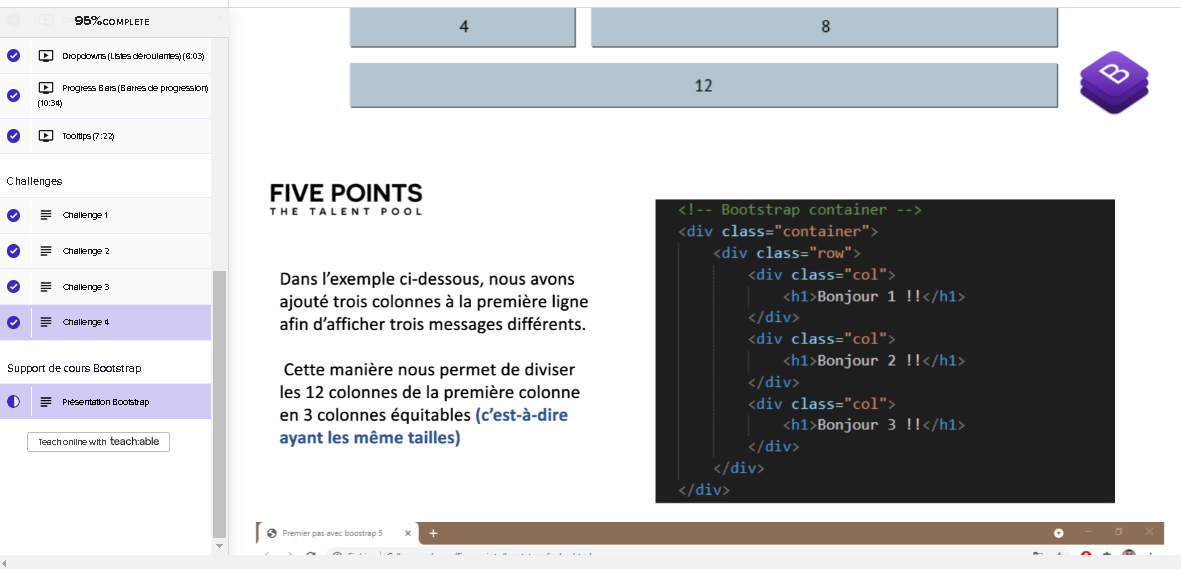 95% COMPLETE
Dropdowns (Listes déroulantes) (6:03)
Progress Bars (Barres de progression)
(10:34)
Tooltips (7:22)
Challenges
Challenge 1
Challenge 2
Challenge 3
Challenge 4
Support de cours Bootstrap
Présentation Bootstrap
Teach online with teach:able
4
8
12
B
FIVE POINTS
THE TALENT POOL
Dans l’exemple ci-dessous, nous avons
ajouté trois colonnes à la première ligne
afin d’afficher trois messages différents.
Cette manière nous permet de diviser
les 12 colonnes de la première colonne
en 3 colonnes équitables (c’est-à-dire
ayant les même tailles)
<!-- Bootstrap container -->
<div class="container">
<div class="row">
<div class="col">
<h1>Bonjour 1 !!</h1>
</div>
<div class="col">
<h1>Bonjour 2 !!</h1>
</div>
<div class="col">
<h1>Bonjour 3 !!</h1>
</div>
</div>
</div>
Premier pas avec boostrap 5